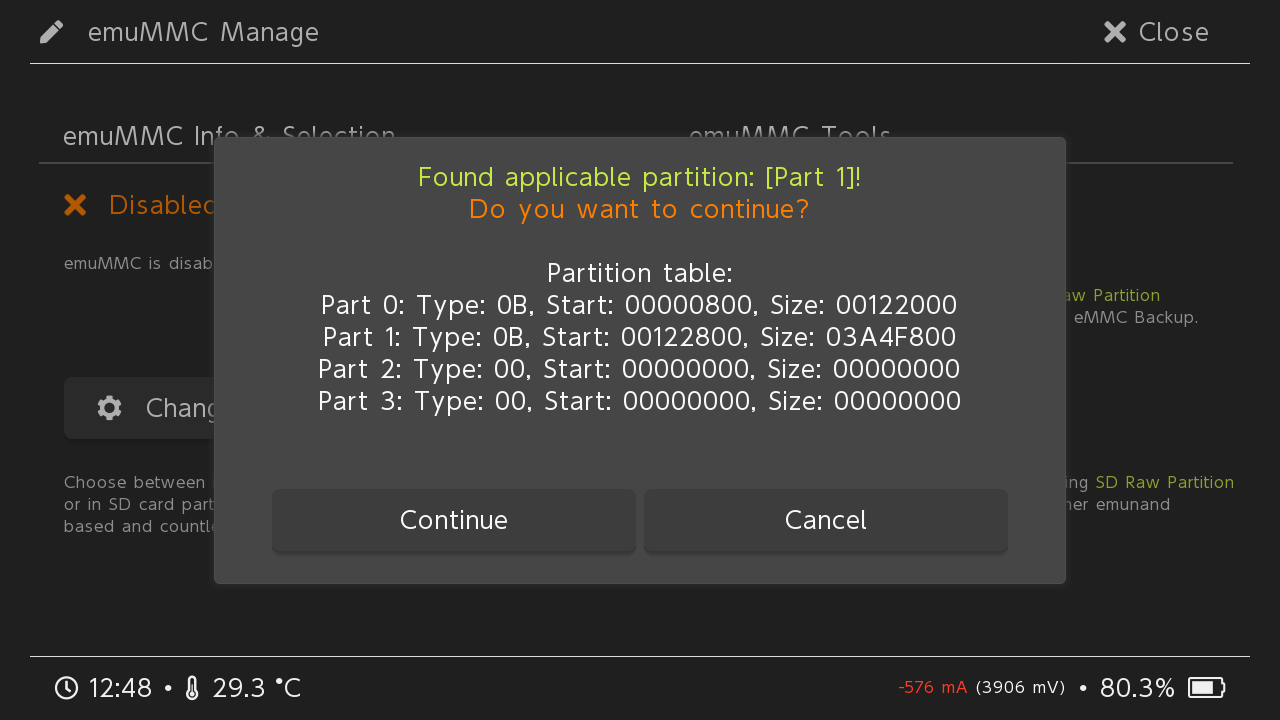 emuMMC Manage
Close
emuMMC Info & Selection
emuMMC Tools
Found applicable partition: [Part 1]!
Do you want to continue?
Disabled
emuMMC is disab
Partition table:
Part 0: Type: 0B, Start: 00000800, Size: 00122000
Part 1: Type: 0B, Start: 00122800, Size: 03A4F800
Part 2: Type: 00, Start: 00000000, Size: 00000000
Part 3: Type: 00, Start: 00000000, Size: 00000000
aw Partition
eMMC Backup.
Chang
Choose between
or in SD card part
based and countle
ing SD Raw Partition
her emunand
Continue
Cancel
12:48 • 29.3 °C
-576 mA (3906 mV) • 80.3%